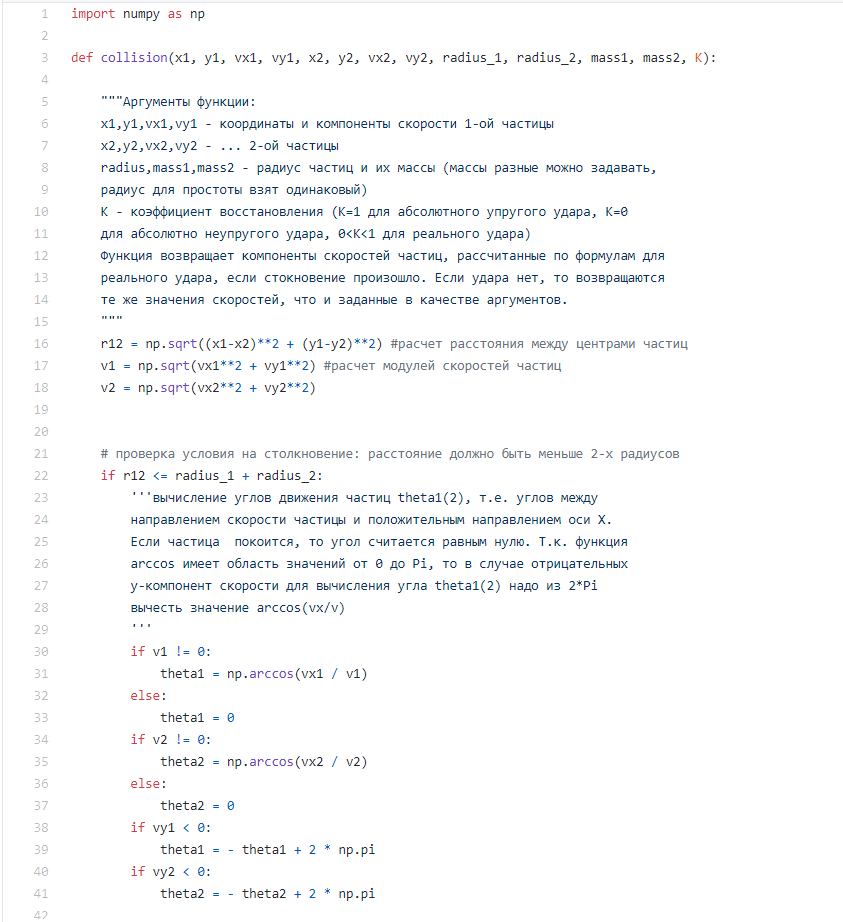 1 import numpy as np
2
3 def collision(x1, y1, vx1, vy1, x2, y2, vx2, vy2, radius_1, radius_2, mass1, mass2, K):
4
5     """Аргументы функции:
6     x1,y1,vx1,vy1 - координаты и компоненты скорости 1-ой частицы
7     x2,y2,vx2,vy2 - ... 2-ой частицы
8     radius,mass1,mass2 - радиус частиц и их массы (массы разные можно задавать,
9     радиус для простоты взят одинаковый)
10     K - коэффициент восстановления (K=1 для абсолютного упругого удара, K=0
11     для абсолютно неупругого удара, 0<K<1 для реального удара)
12     Функция возвращает компоненты скоростей частиц, рассчитанные по формулам для
13     реального удара, если стокновение произошло. Если удара нет, то возвращаются
14     те же значения скоростей, что и заданные в качестве аргументов.
15     """
16     r12 = np.sqrt((x1-x2)**2 + (y1-y2)**2) #расчет расстояния между центрами частиц
17     v1 = np.sqrt(vx1**2 + vy1**2) #расчет модулей скоростей частиц
18     v2 = np.sqrt(vx2**2 + vy2**2)
19
20
21     # проверка условия на столкновение: расстояние должно быть меньше 2-х радиусов
22     if r12 <= radius_1 + radius_2:
23         '''вычисление углов движения частиц theta1(2), т.е. углов между
24         направлением скорости частицы и положительным направлением оси X.
25         Если частица  покоится, то угол считается равным нулю. Т.к. функция
26         arccos имеет область значений от 0 до Pi, то в случае отрицательных
27         y-компонент скорости для вычисления угла theta1(2) надо из 2*Pi
28         вычесть значение arccos(vx/v)
29         '''
30         if v1 != 0:
31             theta1 = np.arccos(vx1 / v1)
32         else:
33             theta1 = 0
34         if v2 != 0:
35             theta2 = np.arccos(vx2 / v2)
36         else:
37             theta2 = 0
38         if vy1 < 0:
39             theta1 = - theta1 + 2 * np.pi
40         if vy2 < 0:
41             theta2 = - theta2 + 2 * np.pi
42